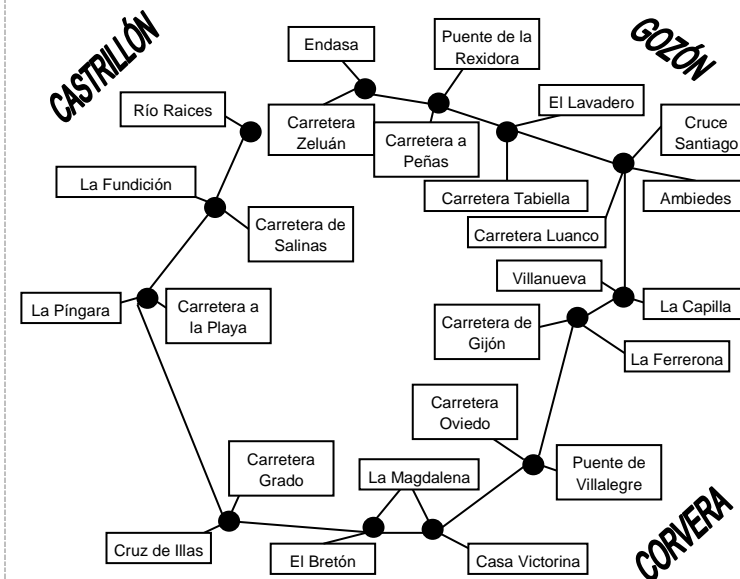 CASTRILLÓN
GOZÓN
Endasa
Puente de la
Rexidora
Río Raices
El Lavadero
Carretera
Zeluán
Carretera a
Peñas
Cruce
Santiago
La Fundición
Carretera Tabiella
Ambiedes
Carretera de
Salinas
Carretera Luanco
Villanueva
La Píngara
Carretera a
la Playa
La Capilla
Carretera de
Gijón
La Ferrerona
Carretera
Oviedo
Carretera
Grado
La Magdalena
Puente de
Villalegre
Cruz de Illas
El Bretón
Casa Victorina
CORVERA